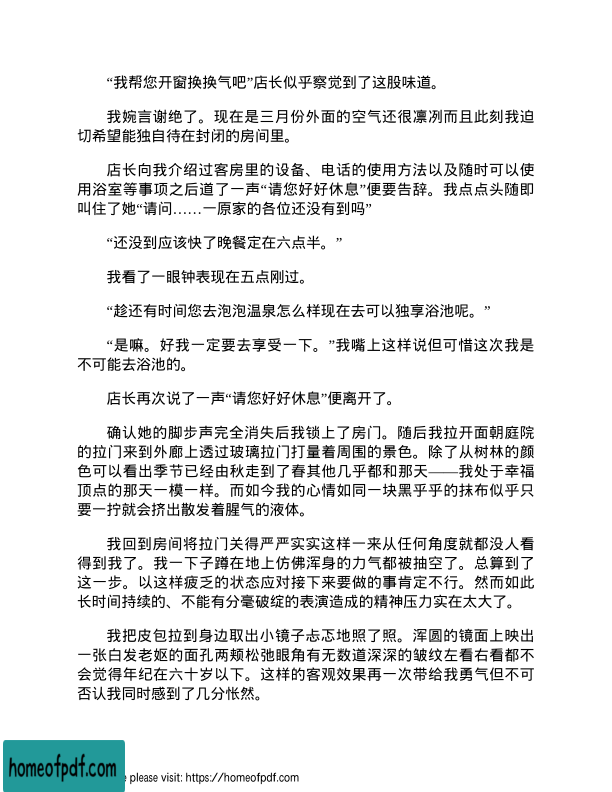 “我帮您开窗换换气吧”店长似乎察觉到了这股味道。
我婉言谢绝了。现在是三月份外面的空气还很凛冽而且此刻我迫
切希望能独自待在封闭的房间里。
店长向我介绍过客房里的设备、电话的使用方法以及随时可以使
用浴室等事项之后道了一声“请您好好休息”便要告辞。我点点头随即
叫住了她“请问……一原家的各位还没有到吗”
“还没到应该快了晚餐定在六点半。”
我看了一眼钟表现在五点刚过。
“趁还有时间您去泡泡温泉怎么样现在去可以独享浴池呢。”
“是嘛。好我一定要去享受一下。”我嘴上这样说但可惜这次我是
不可能去浴池的。
店长再次说了一声“请您好好休息”便离开了。
确认她的脚步声完全消失后我锁上了房门。随后我拉开面朝庭院
的拉门来到外廊上透过玻璃拉门打量着周围的景色。除了从树林的颜
色可以看出季节已经由秋走到了春其他几乎都和那天——我处于幸福
顶点的那天一模一样。而如今我的心情如同一块黑乎乎的抹布似乎只
要一拧就会挤出散发着腥气的液体。
我回到房间将拉门关得严严实实这样一来从任何角度就都没人看
得到我了。我一下子蹲在地上仿佛浑身的力气都被抽空了。总算到了
这一步。以这样疲乏的状态应对接下来要做的事肯定不行。然而如此
长时间持续的、不能有分毫破绽的表演造成的精神压力实在太大了。
我把皮包拉到身边取出小镜子忐忑地照了照。浑圆的镜面上映出
一张白发老妪的面孔两颊松弛眼角有无数道深深的皱纹左看右看都不
会觉得年纪在六十岁以下。这样的客观效果再一次带给我勇气但不可
否认我同时感到了几分怅然。
homeofpdf.com
e please visit: https://homeofpdf.com